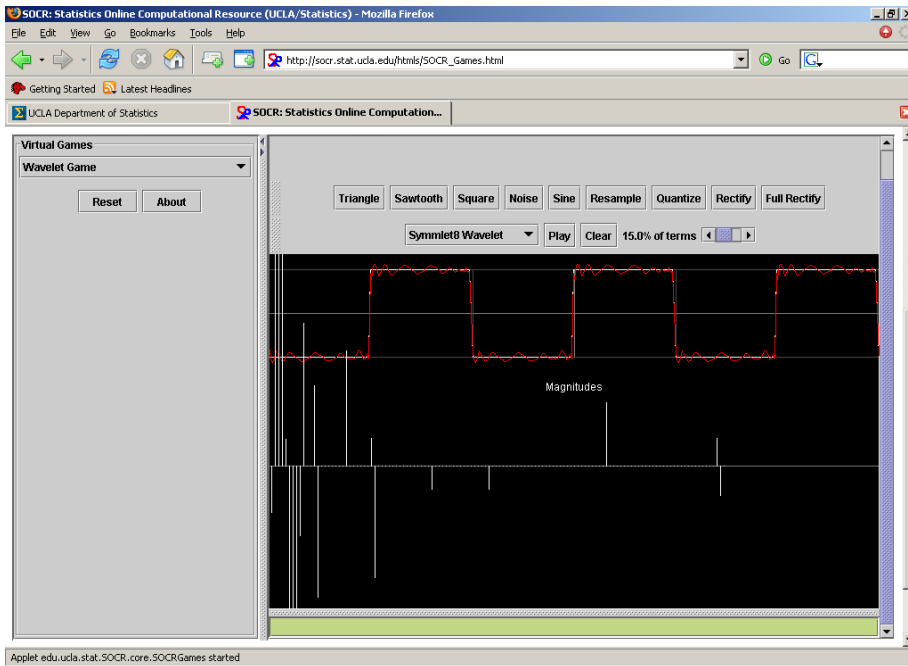 SOCR: Statistics Online Computational Resource (UCLA/Statistics) - Mozilla Firefox
File Edit View Go Bookmarks Tools Help
http://socr.stat.ucla.edu/htmls/SOCR_Games.html Go G
Getting Started Latest Headlines
UCLA Department of Statistics SOCR: Statistics Online Computation...
Virtual Games
Wavelet Game
Reset About
Triangle Sawtooth Square Noise Sine Resample Quantize Rectify Full Rectify
Symmlet8 Wavelet Play Clear 15.0% of terms
Magnitudes
Applet edu.ucla.stat.SOCR.core.SOCRGames started